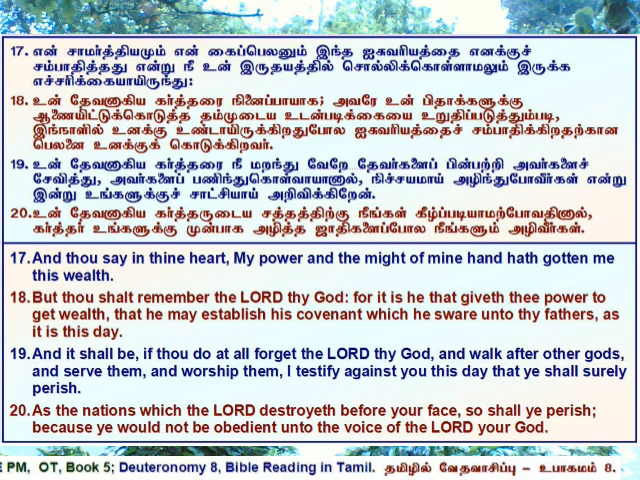 17. என் சாமர்த்தியமும் என் கைப்பெலனும் இந்த ஐசுவரியத்தை எனக்குச்
சம்பாதித்தது என்று நீ உன் இருதயத்தில் சொல்லிக்கொள்ளாமலும் இருக்க
எச்சரிக்கையாயிருந்து:
18. உன் தேவனாகிய கர்த்தரை நினைப்பாயாக; அவரே உன் பிதாக்களுக்கு
ஆணையிட்டுக்கொடுத்த தம்முடைய உடன்படிக்கையை உறுதிப்படுத்தும்படி,
இந்நாளில் உனக்கு உண்டாயிருக்கிறதுபோல ஐசுவரியத்தைச் சம்பாதிக்கிறதற்கான
பெலனை உனக்குக் கொடுக்கிறவர்.
19. உன் தேவனாகிய கர்த்தரை நீ மறந்து வேறே தேவர்களைப் பின்பற்றி அவர்களைச்
சேவித்து, அவர்களைப் பணிந்துகொள்வாயானால், நிச்சயமாய் அழிந்துபோவீர்கள் என்று
இன்று உங்களுக்குச் சாட்சியாய் அறிவிக்கிறேன்.
20. உன் தேவனாகிய கர்த்தருடைய சத்தத்திற்கு நீங்கள் கீழ்ப்படியாமற்போவதினால்,
கர்த்தர் உங்களுக்கு முன்பாக அழித்த ஜாதிகளைப்போல நீங்களும் அழிவீர்கள்.
17. And thou say in thine heart, My power and the might of mine hand hath gotten me
this wealth.
18. But thou shalt remember the LORD thy God: for it is he that giveth thee power to
get wealth, that he may establish his covenant which he sware unto thy fathers, as
it is this day.
19. And it shall be, if thou do at all forget the LORD thy God, and walk after other gods,
and serve them, and worship them, I testify against you this day that ye shall surely
perish.
20. As the nations which the LORD destroyeth before your face, so shall ye perish;
because ye would not be obedient unto the voice of the LORD your God.
E PM, OT, Book 5; Deuteronomy 8, Bible Reading in Tamil. தமிழில் வேதவாசிப்பு – உபாகமம் 8.